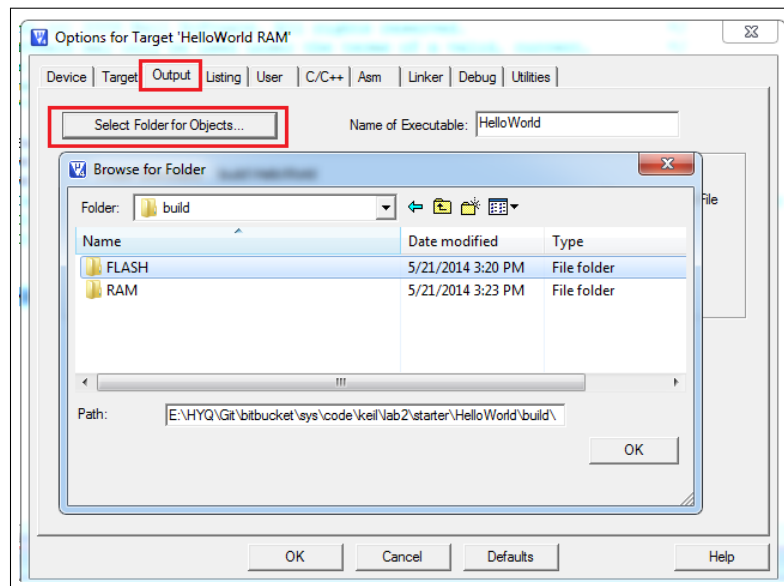 Options for Target 'HelloWorld RAM'
Device Target Output Listing User C/C++ Asm Linker Debug Utilities
Select Folder for Objects... Name of Executable: HelloWorld
Browse for Folder
File
Folder: build
Name Date modified Type
FLASH 5/21/2014 3:20 PM File folder
RAM 5/21/2014 3:23 PM File folder
Path: E:\HYQ\Git\bitbucket\sys\code\keil\lab2\starter\HelloWorld\build\
OK
OK Cancel Defaults Help